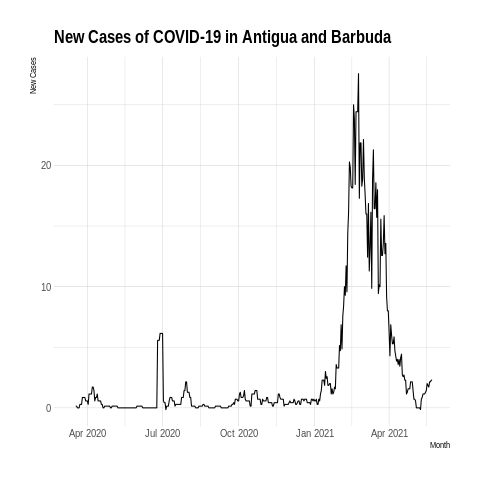 New Cases of COVID-19 in Antigua and Barbuda
New Cases
20
10
0
Apr 2020 Jul 2020 Oct 2020 Jan 2021 Apr 2021
Month